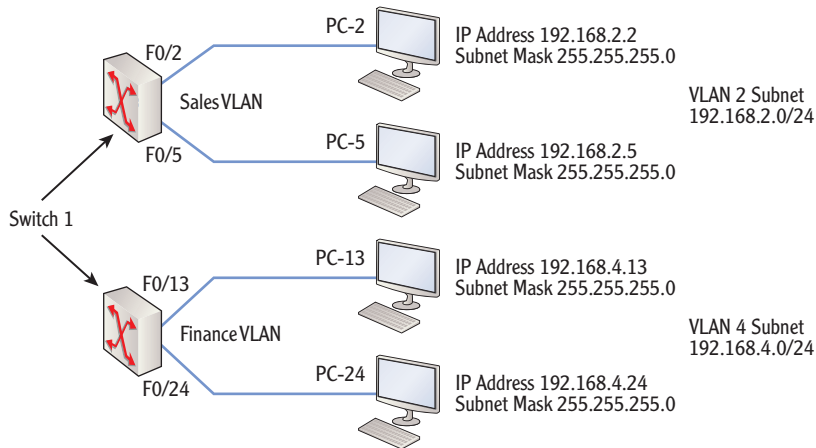 PC-2
F0/2
IP Address 192.168.2.2
Subnet Mask 255.255.255.0
Sales VLAN
VLAN 2 Subnet
192.168.2.0/24
F0/5
PC-5
IP Address 192.168.2.5
Subnet Mask 255.255.255.0
Switch 1
F0/13
PC-13
IP Address 192.168.4.13
Subnet Mask 255.255.255.0
Finance VLAN
VLAN 4 Subnet
192.168.4.0/24
F0/24
PC-24
IP Address 192.168.4.24
Subnet Mask 255.255.255.0